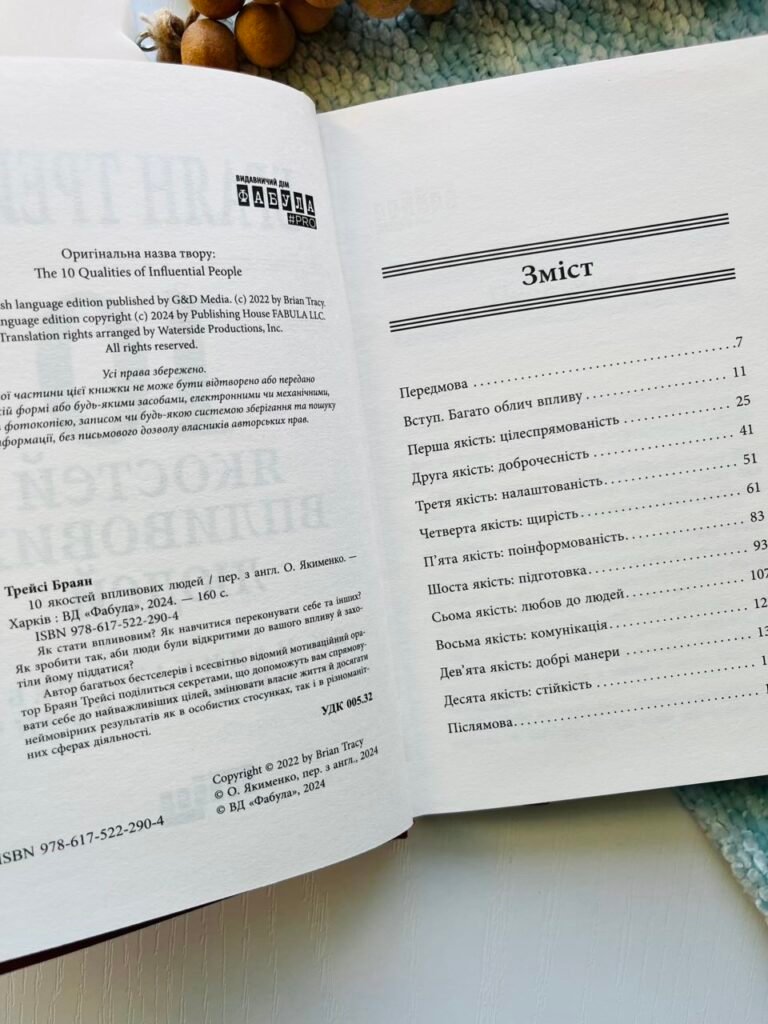 ВИДАВНИЧИЙ ДІМ
ФАБУЛА
#PRO
Оригінальна назва твору:
The 10 Qualities of Influential People
language edition published by G&D Media. (c) 2022 by Brian Tracy.
language edition copyright (c) 2024 by Publishing House FABULA LLC.
Translation rights arranged by Waterside Productions, Inc.
All rights reserved.
Усі права збережено.
частини цієї книжки не може бути відтворено або передано
формі або будь-якими засобами, електронними чи механічними,
фотокопією, записом чи будь-якою системою зберігання та пошуку
без письмового дозволу власників авторських прав.
Трейсі Браян
10 якостей впливових людей / пер. з англ. О. Якименко. —
Харків : ВД «Фабула», 2024. — 160 с.
ISBN 978-617-522-290-4
Як стати впливовим? Як навчитися переконувати себе та інших?
Як зробити так, аби люди були відкритими до вашого впливу й захо-
тіли йому піддатися?
Автор багатьох бестселерів і всесвітньо відомий мотиваційний ора-
тор Браян Трейсі поділиться секретами, що допоможуть вам спрямову-
вати себе до найважливіших цілей, змінювати власне життя й досягати
неймовірних результатів як в особистих стосунках, так і в різноманіт-
них сферах діяльності.
УДК 005.32
Copyright © 2022 by Brian Tracy
© О. Якименко, пер. з англ., 2024
© ВД «Фабула», 2024
ISBN 978-617-522-290-4
Зміст
Передмова . . . . . . . . . . 7
Вступ. Багато облич впливу . . . . . . . . . . 11
Перша якість: цілеспрямованість . . . . . . . . . . 25
Друга якість: доброчесність . . . . . . . . . . 41
Третя якість: налаштованість . . . . . . . . . . 51
Четверта якість: щирість . . . . . . . . . . 61
П'ята якість: поінформованість . . . . . . . . . . 83
Шоста якість: підготовка . . . . . . . . . . 93
Сьома якість: любов до людей . . . . . . . . . . 107
Восьма якість: комунікація . . . . . . . . . .
Дев'ята якість: добрі манери . . . . . . . . . .
Десята якість: стійкість . . . . . . . . . .
Післямова . . . . . . . . . .